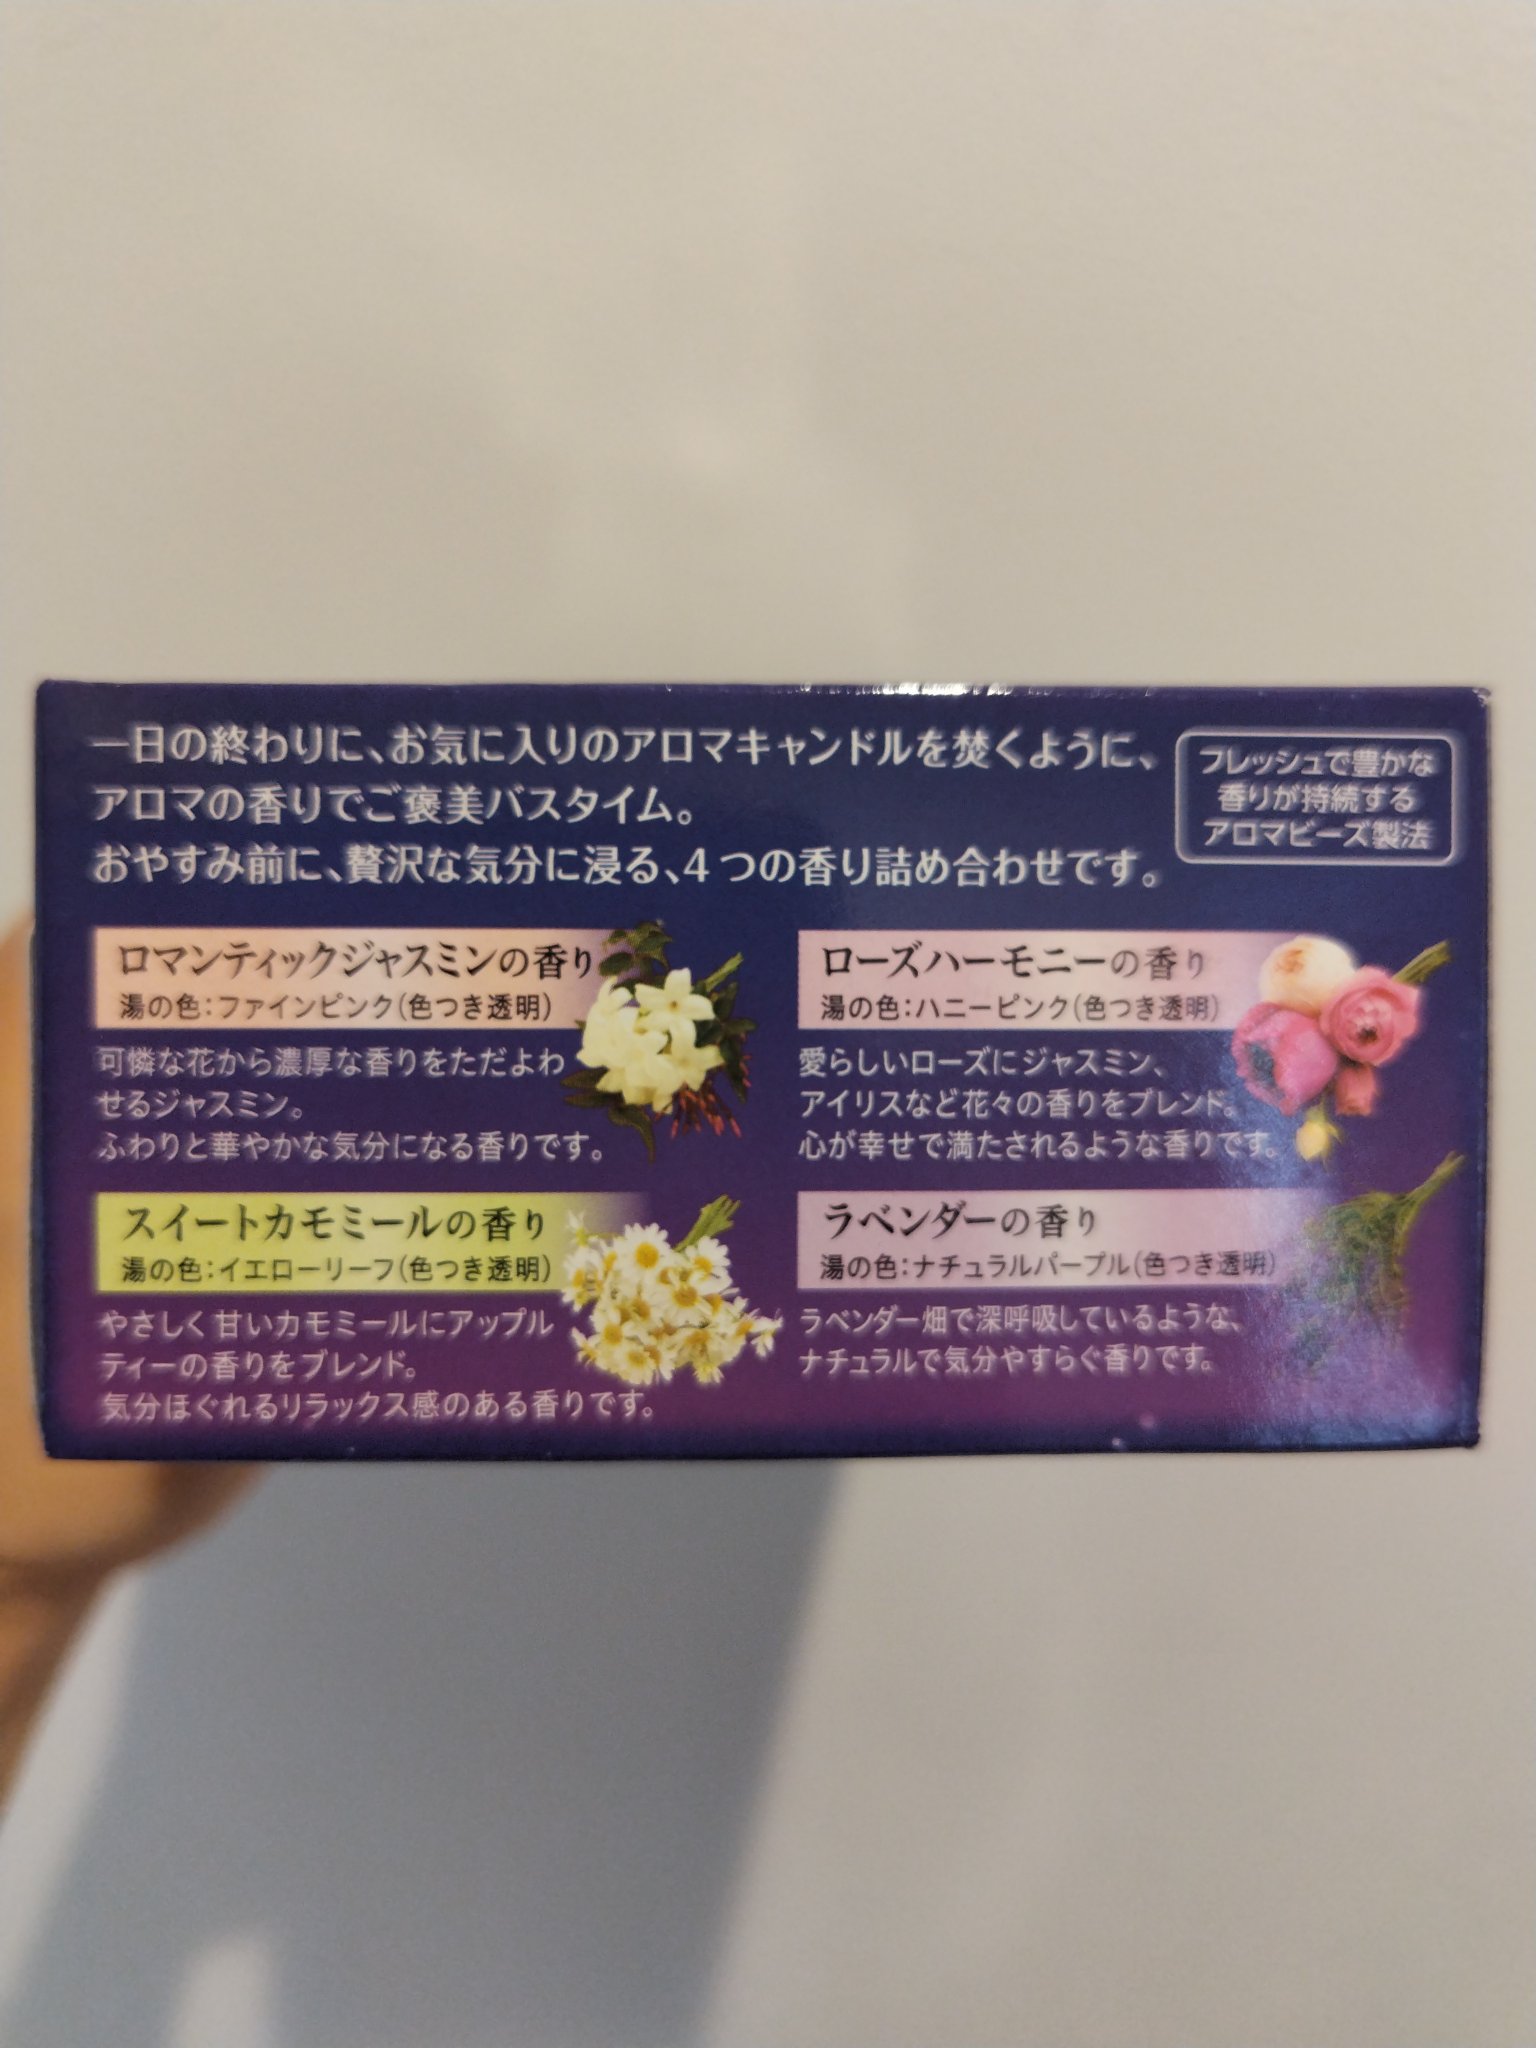 一日の終わりに、お気に入りのアロマキャンドルを焚くように、
アロマの香りでご褒美バスタイム。
おやすみ前に、贅沢な気分に浸る、4つの香り詰め合わせです。
フレッシュで豊かな
香りが持続する
アロマビーズ製法
ロマンティックジャスミンの香り
湯の色：ファインピンク（色つき透明）
可憐な花から濃厚な香りをただよわ
せるジャスミン。
ふわりと華やかな気分になる香りです。
ローズハーモニーの香り
湯の色：ハニーピンク（色つき透明）
愛らしいローズにジャスミン、
アイリスなど花々の香りをブレンド。
心が幸せで満たされるような香りです。
スイートカモミールの香り
湯の色：イエローリーフ（色つき透明）
やさしく甘いカモミールにアップル
ティーの香りをブレンド。
気分ほぐれるリラックス感のある香りです。
ラベンダーの香り
湯の色：ナチュラルパープル（色つき透明）
ラベンダー畑で深呼吸しているような、
ナチュラルで気分やすらぐ香りです。